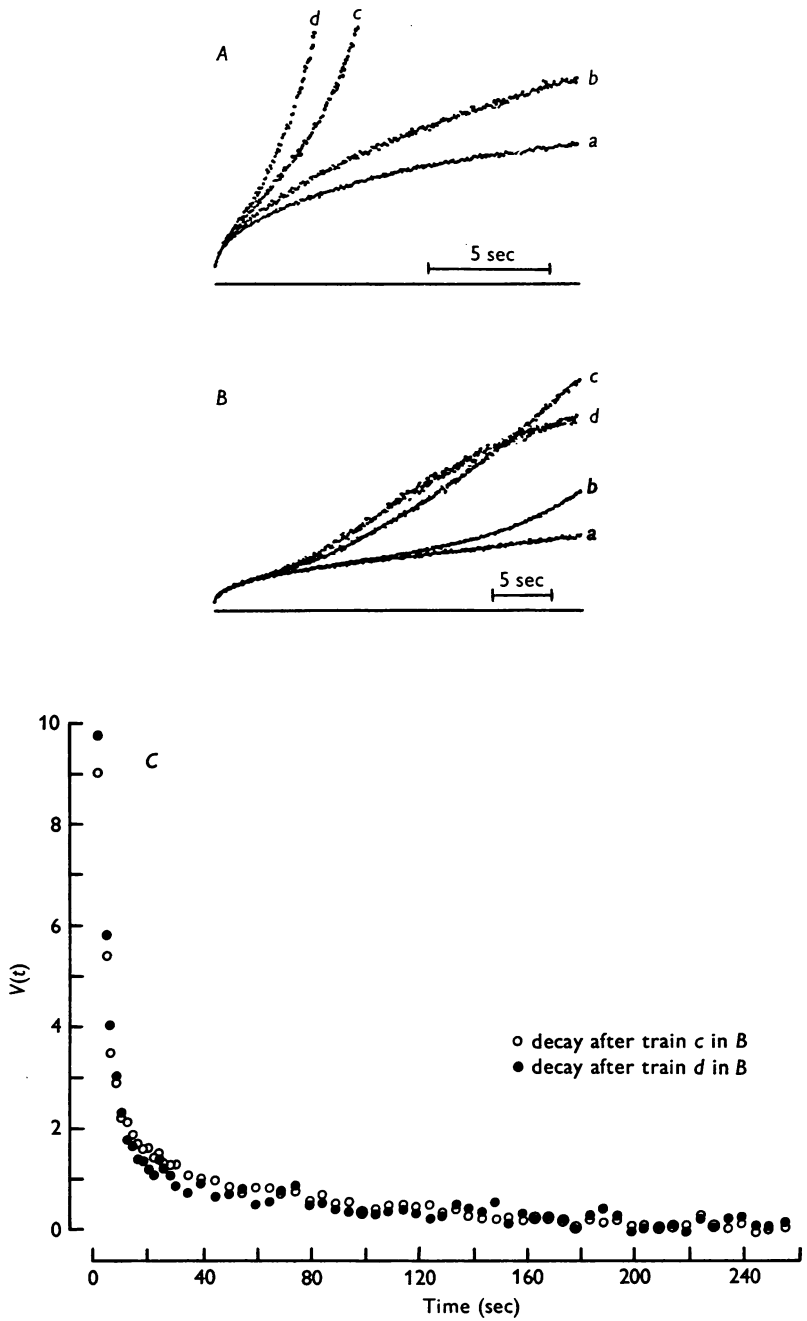 A
d
c
b
a
5 sec
B
c
d
b
a
5 sec
C
10
8
6
4
2
0
V(t)
decay after train c in B
decay after train d in B
0
40
80
120
160
200
240
Time (sec)